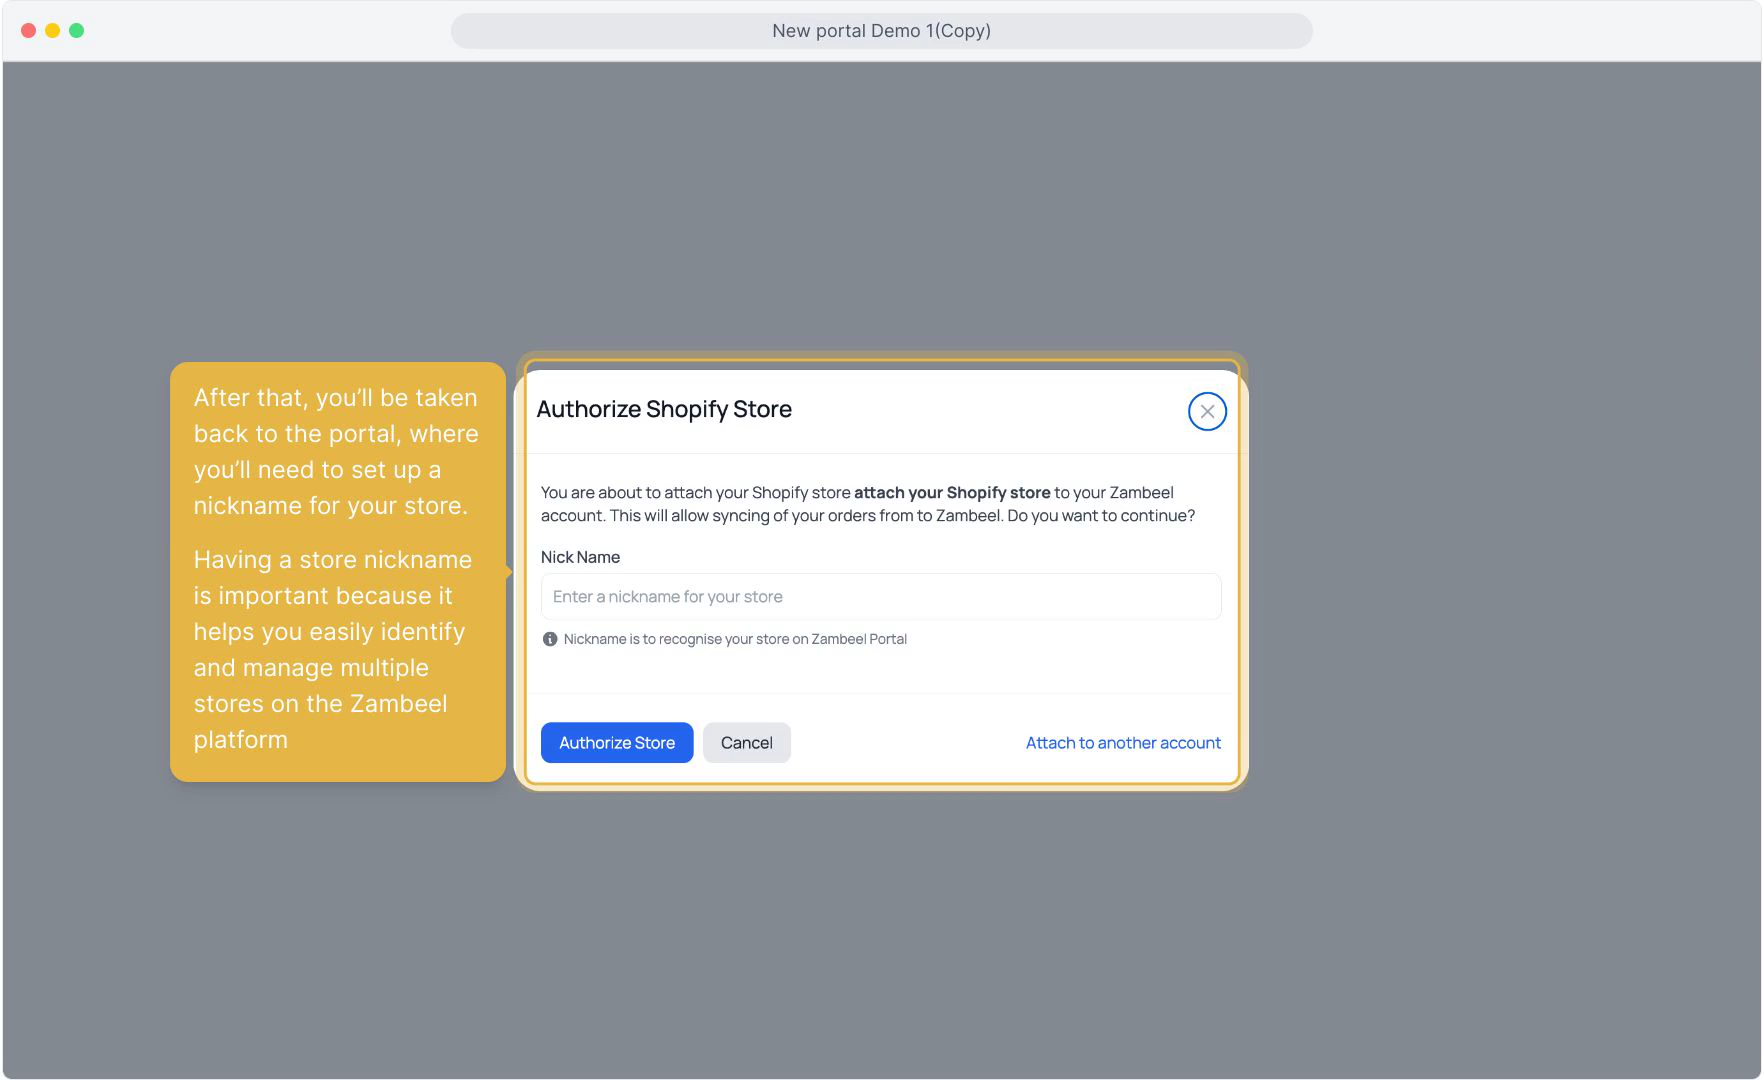 New portal Demo 1(Copy)
After that, you’ll be taken
back to the portal, where
you’ll need to set up a
nickname for your store.
Having a store nickname
is important because it
helps you easily identify
and manage multiple
stores on the Zambeel
platform
Authorize Shopify Store
You are about to attach your Shopify store attach your Shopify store to your Zambeel
account. This will allow syncing of your orders from to Zambeel. Do you want to continue?
Nick Name
Enter a nickname for your store
Nickname is to recognise your store on Zambeel Portal
Authorize Store
Cancel
Attach to another account